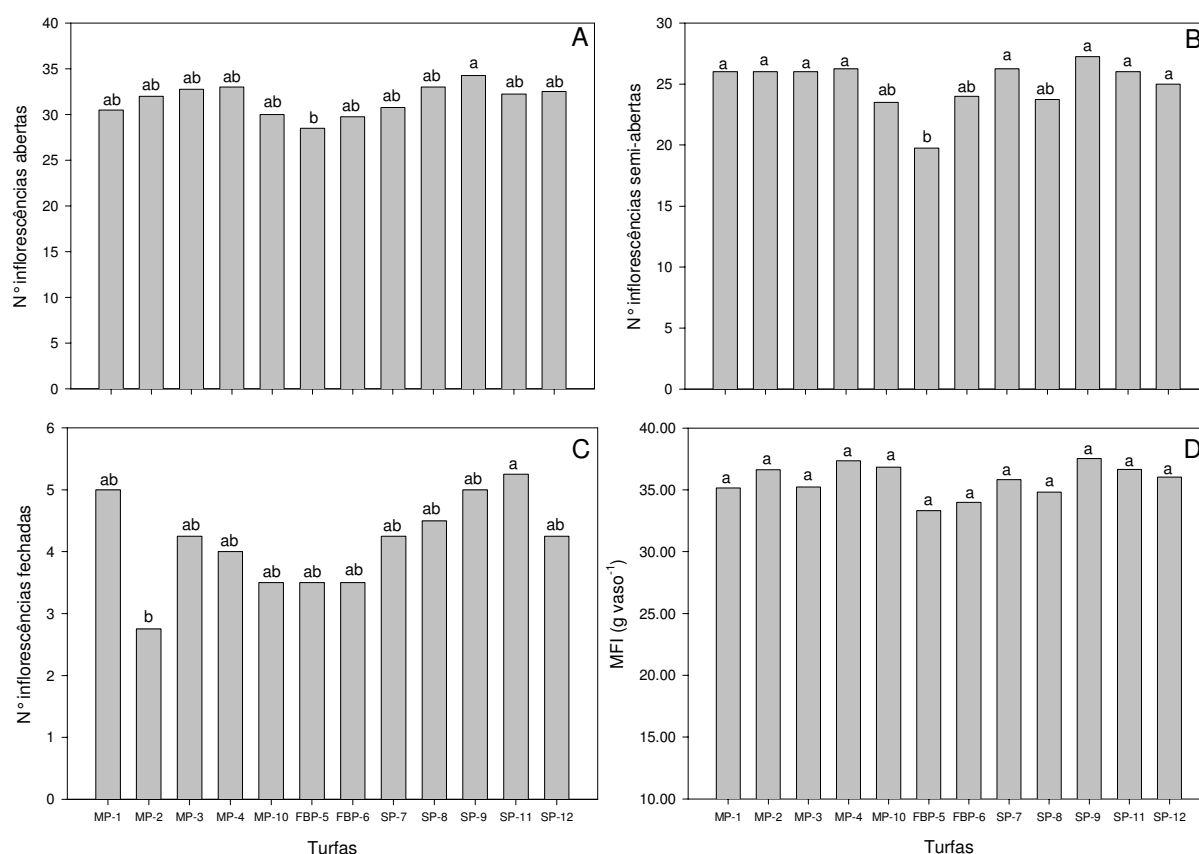 A
N° inflorescências abertas
40
35
30
25
20
15
10
5
0
ab ab ab ab ab b ab ab ab a ab ab
B
N° inflorescências semi-abertas
30
25
20
15
10
5
0
a a a a ab b ab a ab a a a
C
N° inflorescências fechadas
6
5
4
3
2
1
0
ab b ab ab ab ab ab ab ab ab a ab
MP-1 MP-2 MP-3 MP-4 MP-10 FBP-5 FBP-6 SP-7 SP-8 SP-9 SP-11 SP-12
Turfas
D
MFI (g vaso⁻¹)
40.00
35.00
30.00
25.00
20.00
15.00
10.00
a a a a a a a a a a a a
MP-1 MP-2 MP-3 MP-4 MP-10 FBP-5 FBP-6 SP-7 SP-8 SP-9 SP-11 SP-12
Turfas